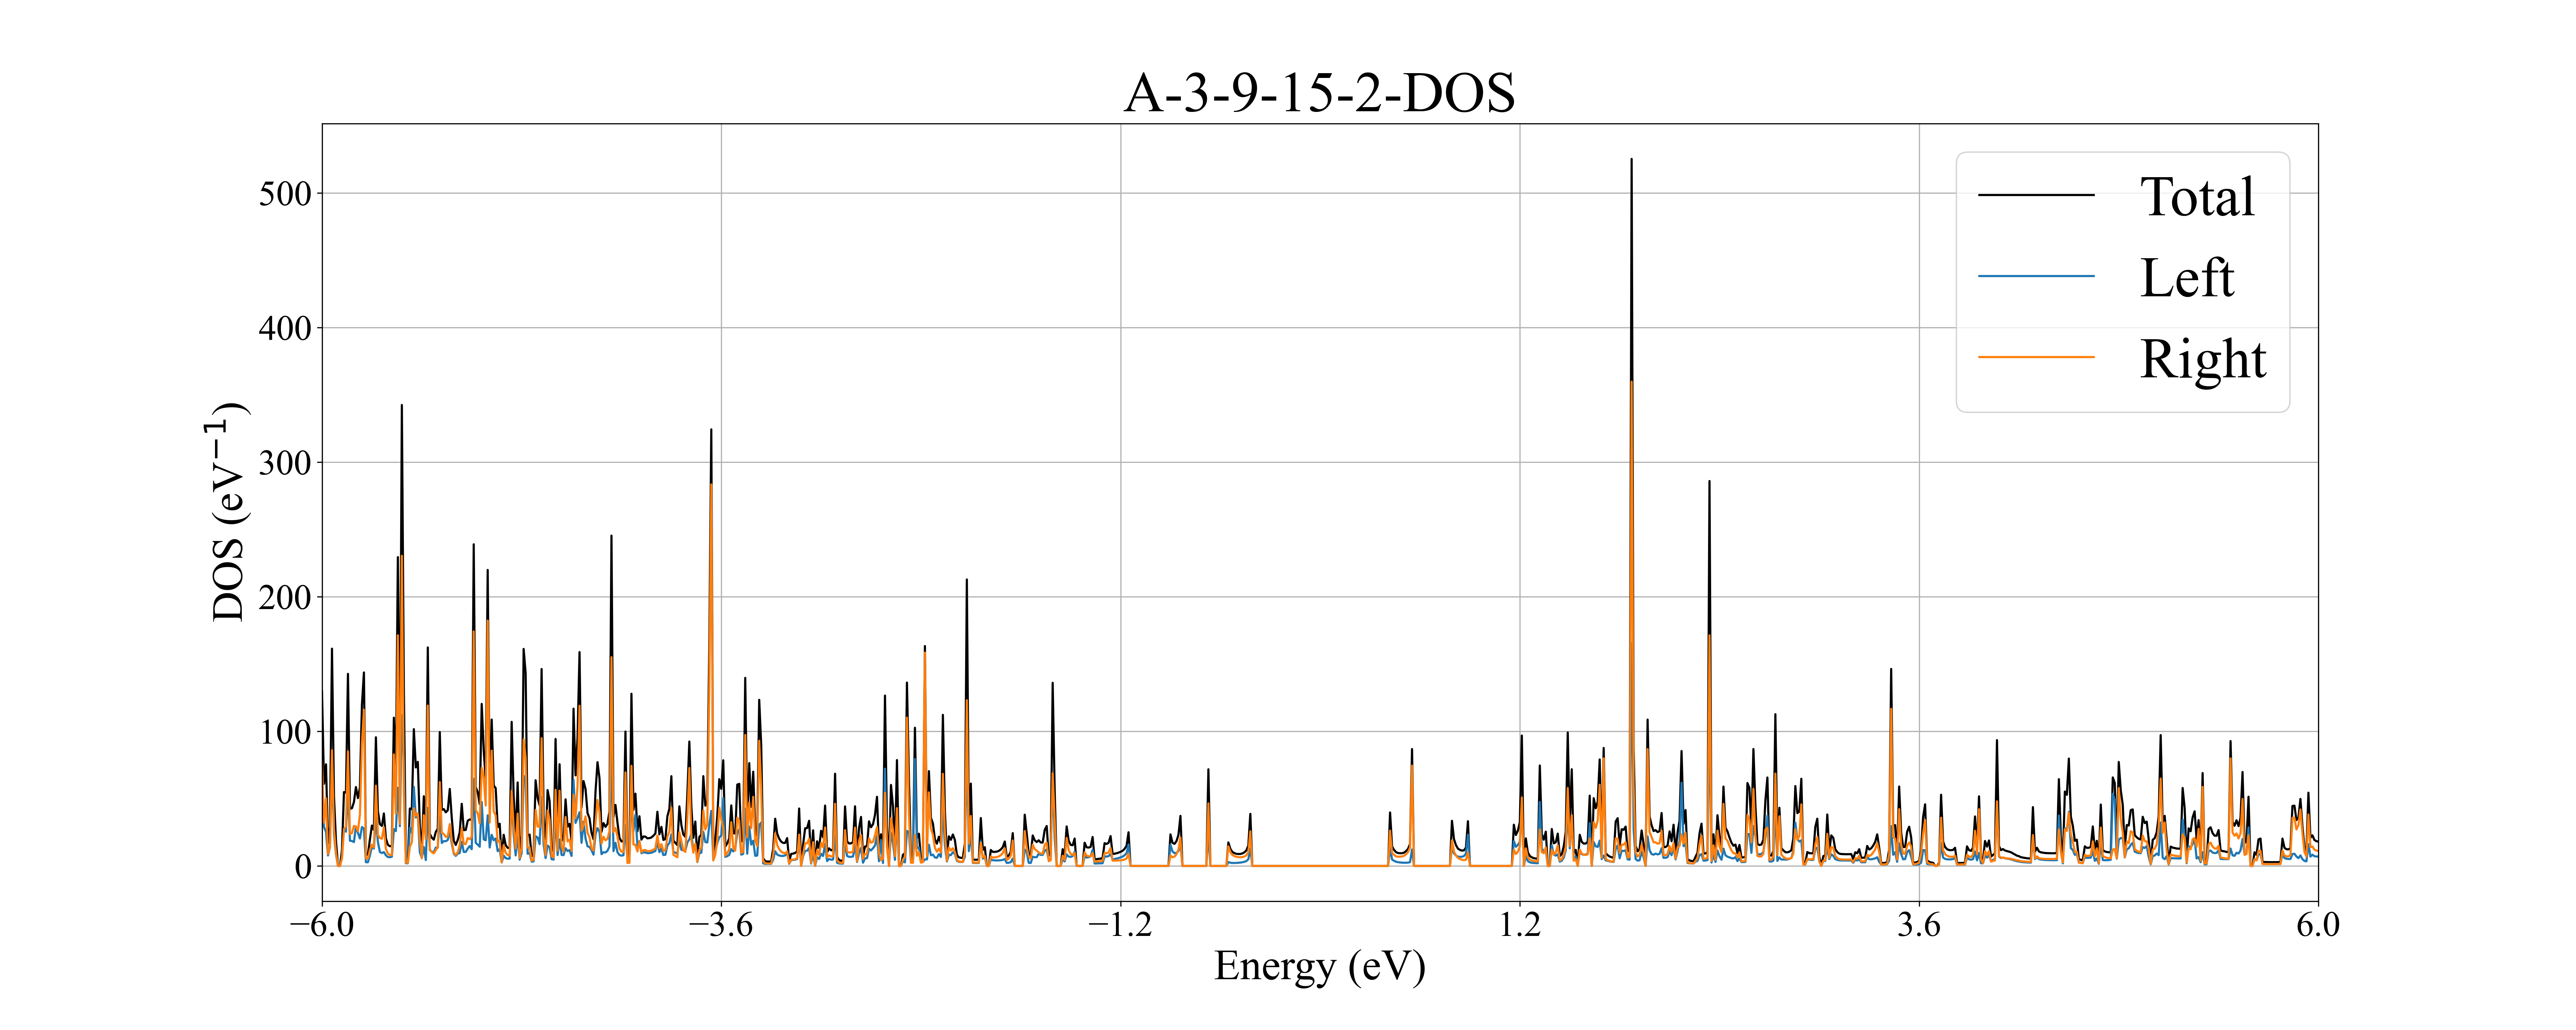 A-3-9-15-2-DOS
500
400
300
200
100
0
DOS (eV⁻¹)
−6.0
−3.6
−1.2
1.2
3.6
6.0
Energy (eV)
Total
Left
Right